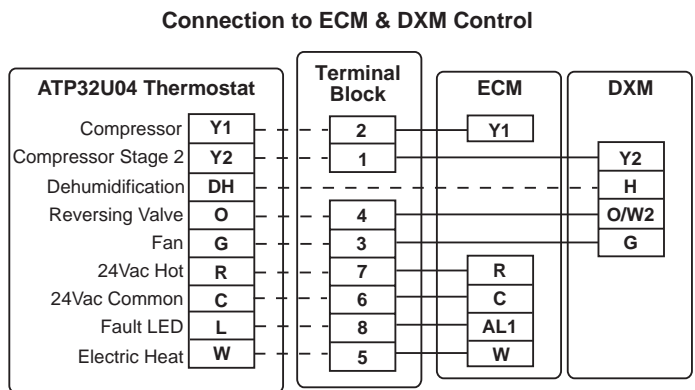 Connection to ECM & DXM Control
ATP32U04 Thermostat
Terminal
Block
ECM
DXM
Compressor Y1 2 Y1
Compressor Stage 2 Y2 1 Y2
Dehumidification DH H
Reversing Valve O 4 O/W2
Fan G 3 G
24Vac Hot R 7 R
24Vac Common C 6 C
Fault LED L 8 AL1
Electric Heat W 5 W